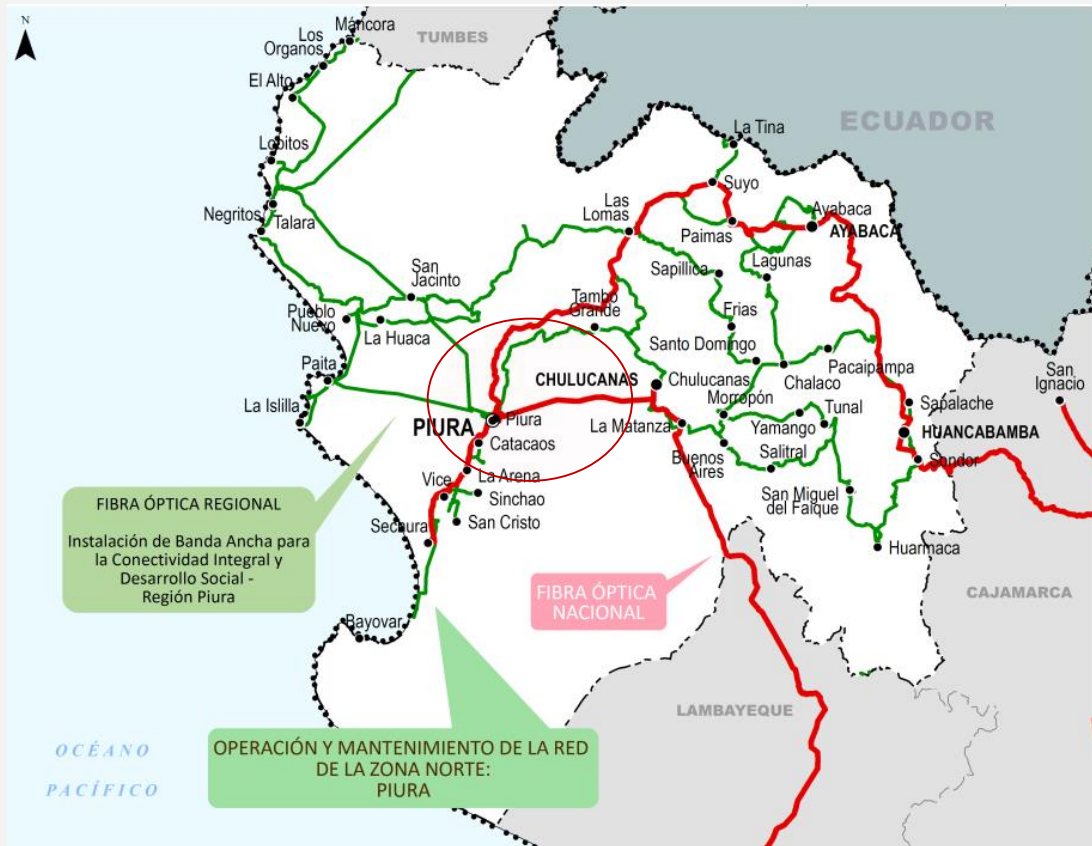 N
TUMBES
Máncora
Los
Organos
El Alto
Lobitos
Negritos
Talara
ECUADOR
La Tina
Suyo
Las
Lomas
Paimas
Ayabaca
AYABACA
Sapillica
Lagunas
San
Jacinto
Pueblo
Nuevo
La Huaca
Tambo
Grande
Frias
Santo Domingo
Chalaco
Pacaipampa
Paita
La Islilla
CHULUCANAS
Chulucanas
Morropón
Tunal
Yamango
Sapalache
San
Ignacio
PIURA
Piura
Catacaos
La Matanza
Buenos
Aires
Salitral
HUANCABAMBA
Sondor
La Arena
Vice
Sinchao
San Cristo
Sechura
San Miguel
del Faique
Huarmaca
FIBRA ÓPTICA REGIONAL
Instalación de Banda Ancha para
la Conectividad Integral y
Desarrollo Social -
Región Piura
FIBRA ÓPTICA
NACIONAL
CAJAMARCA
Bayovar
LAMBAYEQUE
OPERACIÓN Y MANTENIMIENTO DE LA RED
DE LA ZONA NORTE:
PIURA
OCÉANO
PACÍFICO